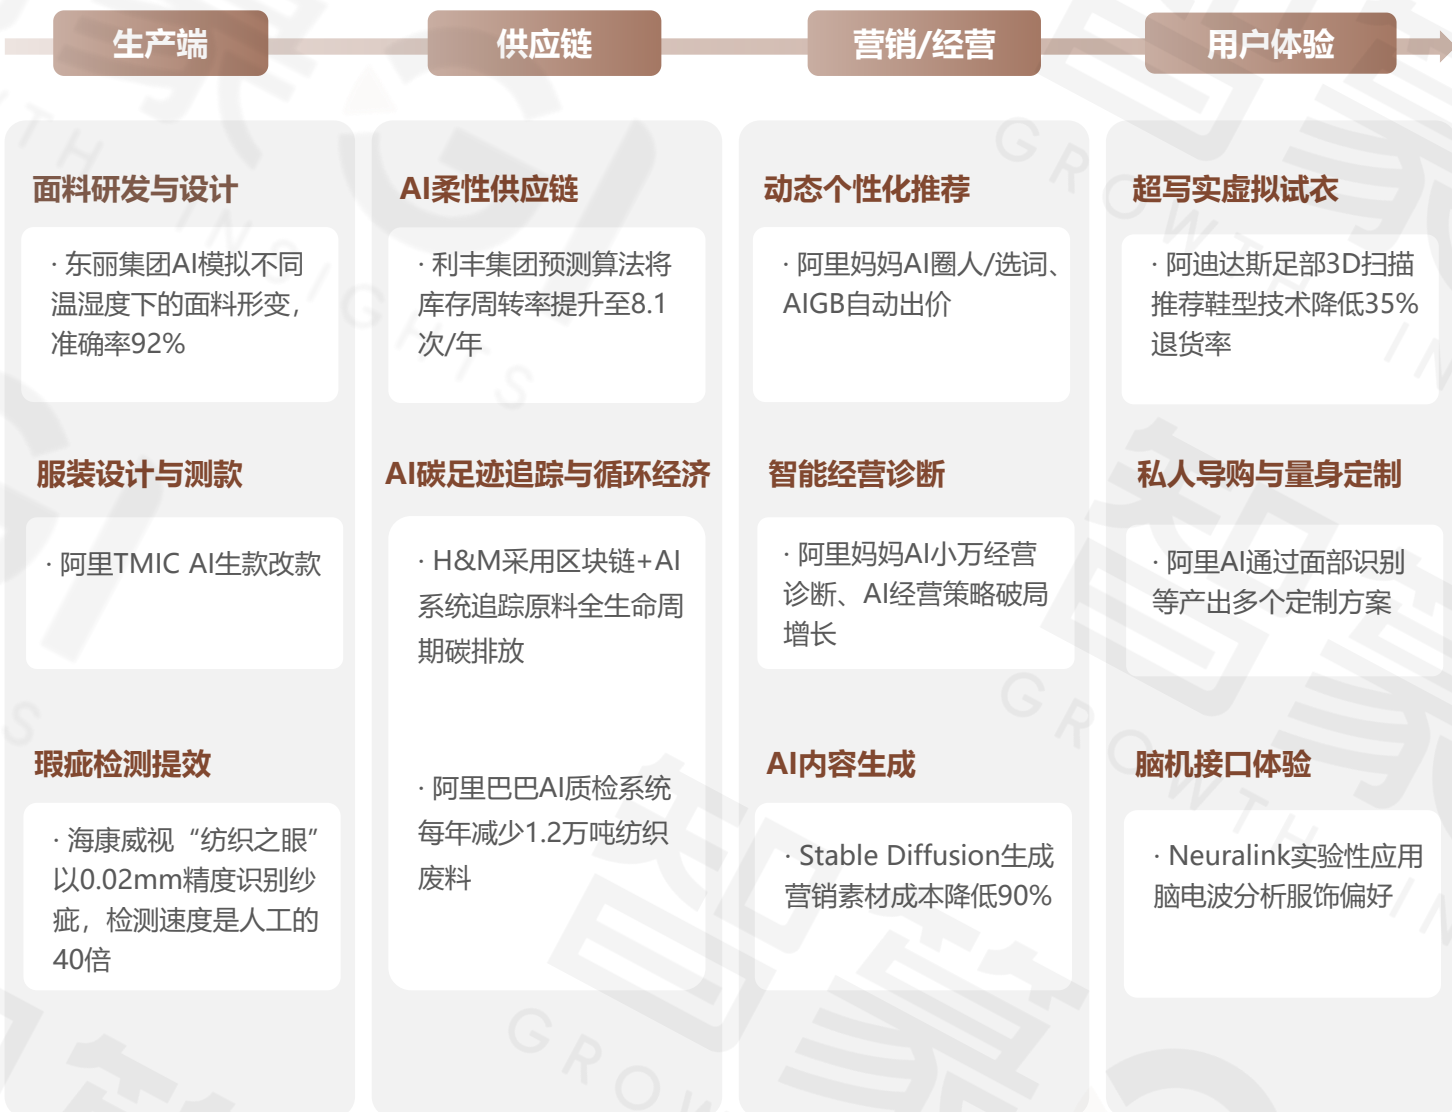 生产端
供应链
营销/经营
用户体验
面料研发与设计
· 东丽集团AI模拟不同
温湿度下的面料形变，
准确率92%
服装设计与测款
· 阿里TMIC AI生款改款
瑕疵检测提效
· 海康威视“纺织之眼”
以0.02mm精度识别纱
疵，检测速度是人工的
40倍
AI柔性供应链
· 利丰集团预测算法将
库存周转率提升至8.1
次/年
AI碳足迹追踪与循环经济
· H&M采用区块链+AI
系统追踪原料全生命周
期碳排放
· 阿里巴巴AI质检系统
每年减少1.2万吨纺织
废料
动态个性化推荐
· 阿里妈妈AI圈人/选词、
AIGB自动出价
智能经营诊断
· 阿里妈妈AI小万经营
诊断、AI经营策略破局
增长
AI内容生成
· Stable Diffusion生成
营销素材成本降低90%
超写实虚拟试衣
· 阿迪达斯足部3D扫描
推荐鞋型技术降低35%
退货率
私人导购与量身定制
· 阿里AI通过面部识别
等产出多个定制方案
脑机接口体验
· Neuralink实验性应用
脑电波分析服饰偏好